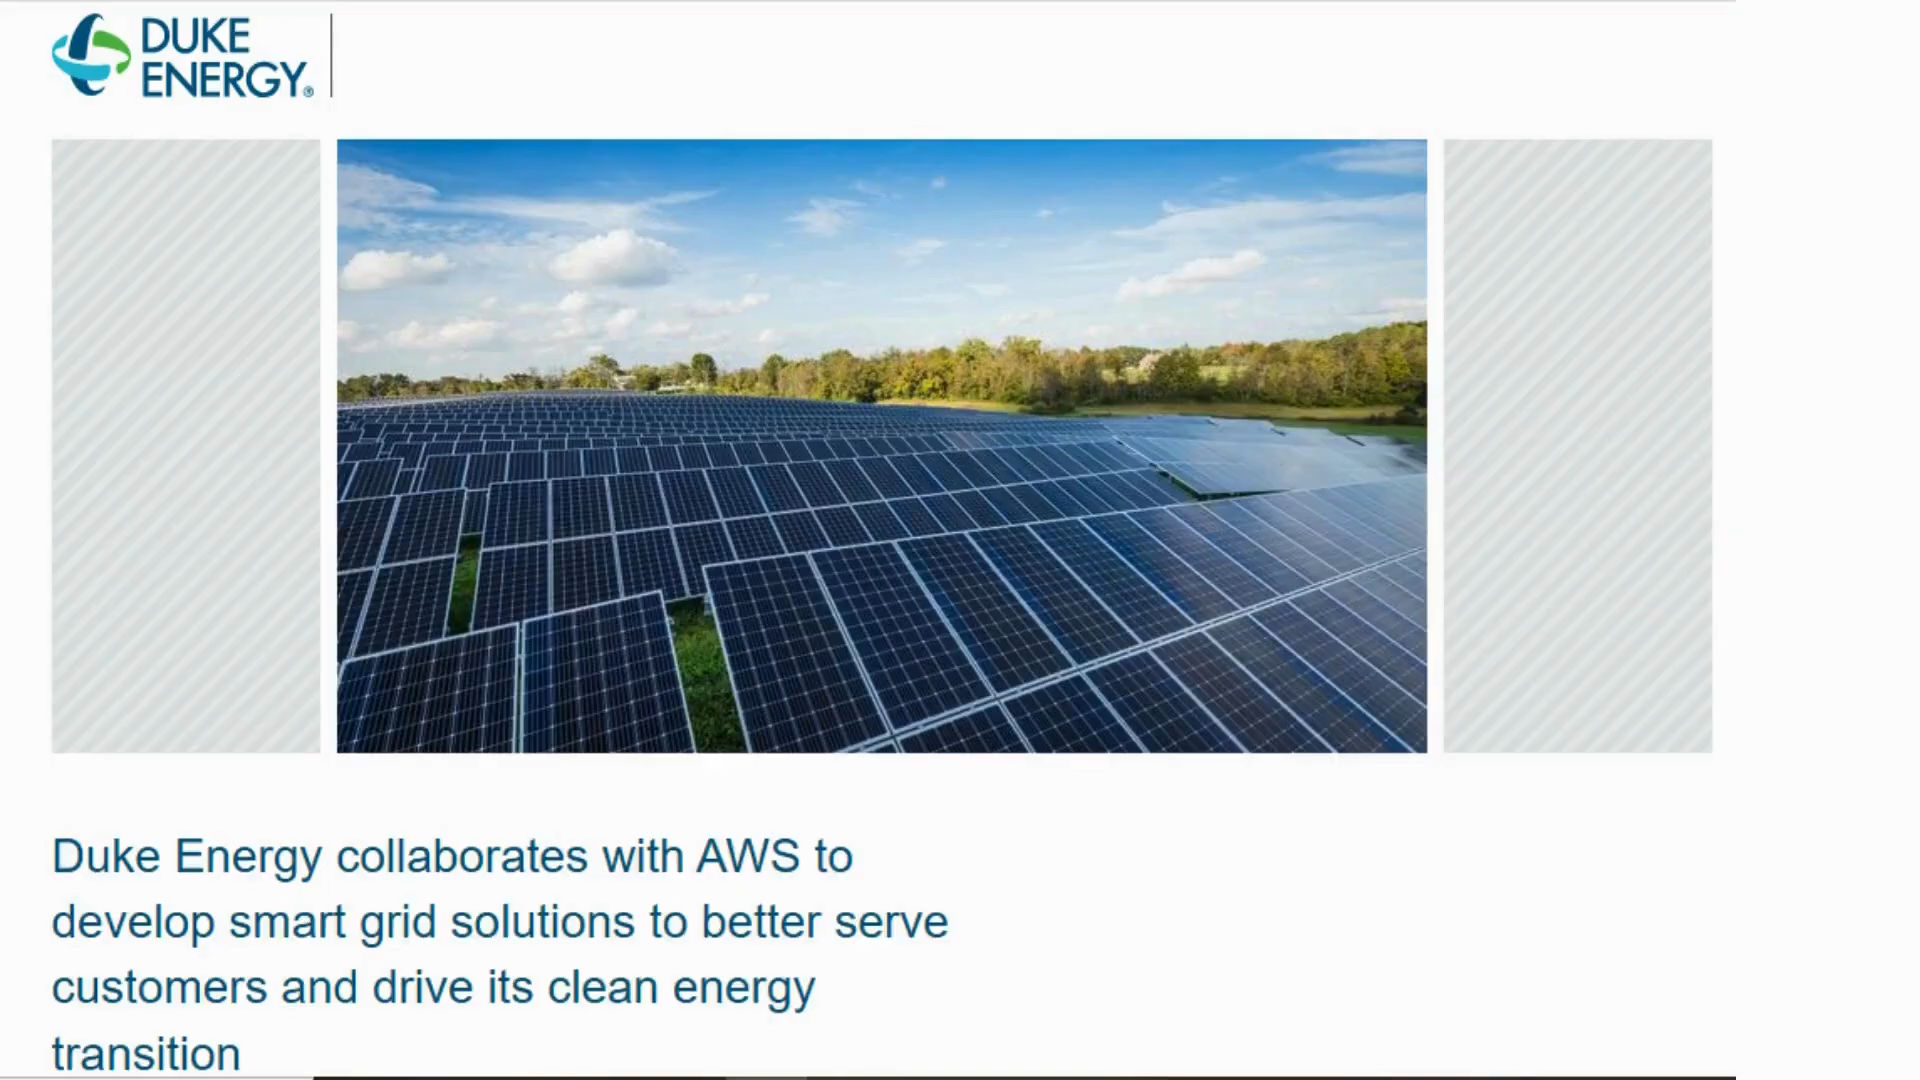 DUKE
ENERGY®
Duke Energy collaborates with AWS to
develop smart grid solutions to better serve
customers and drive its clean energy
transition